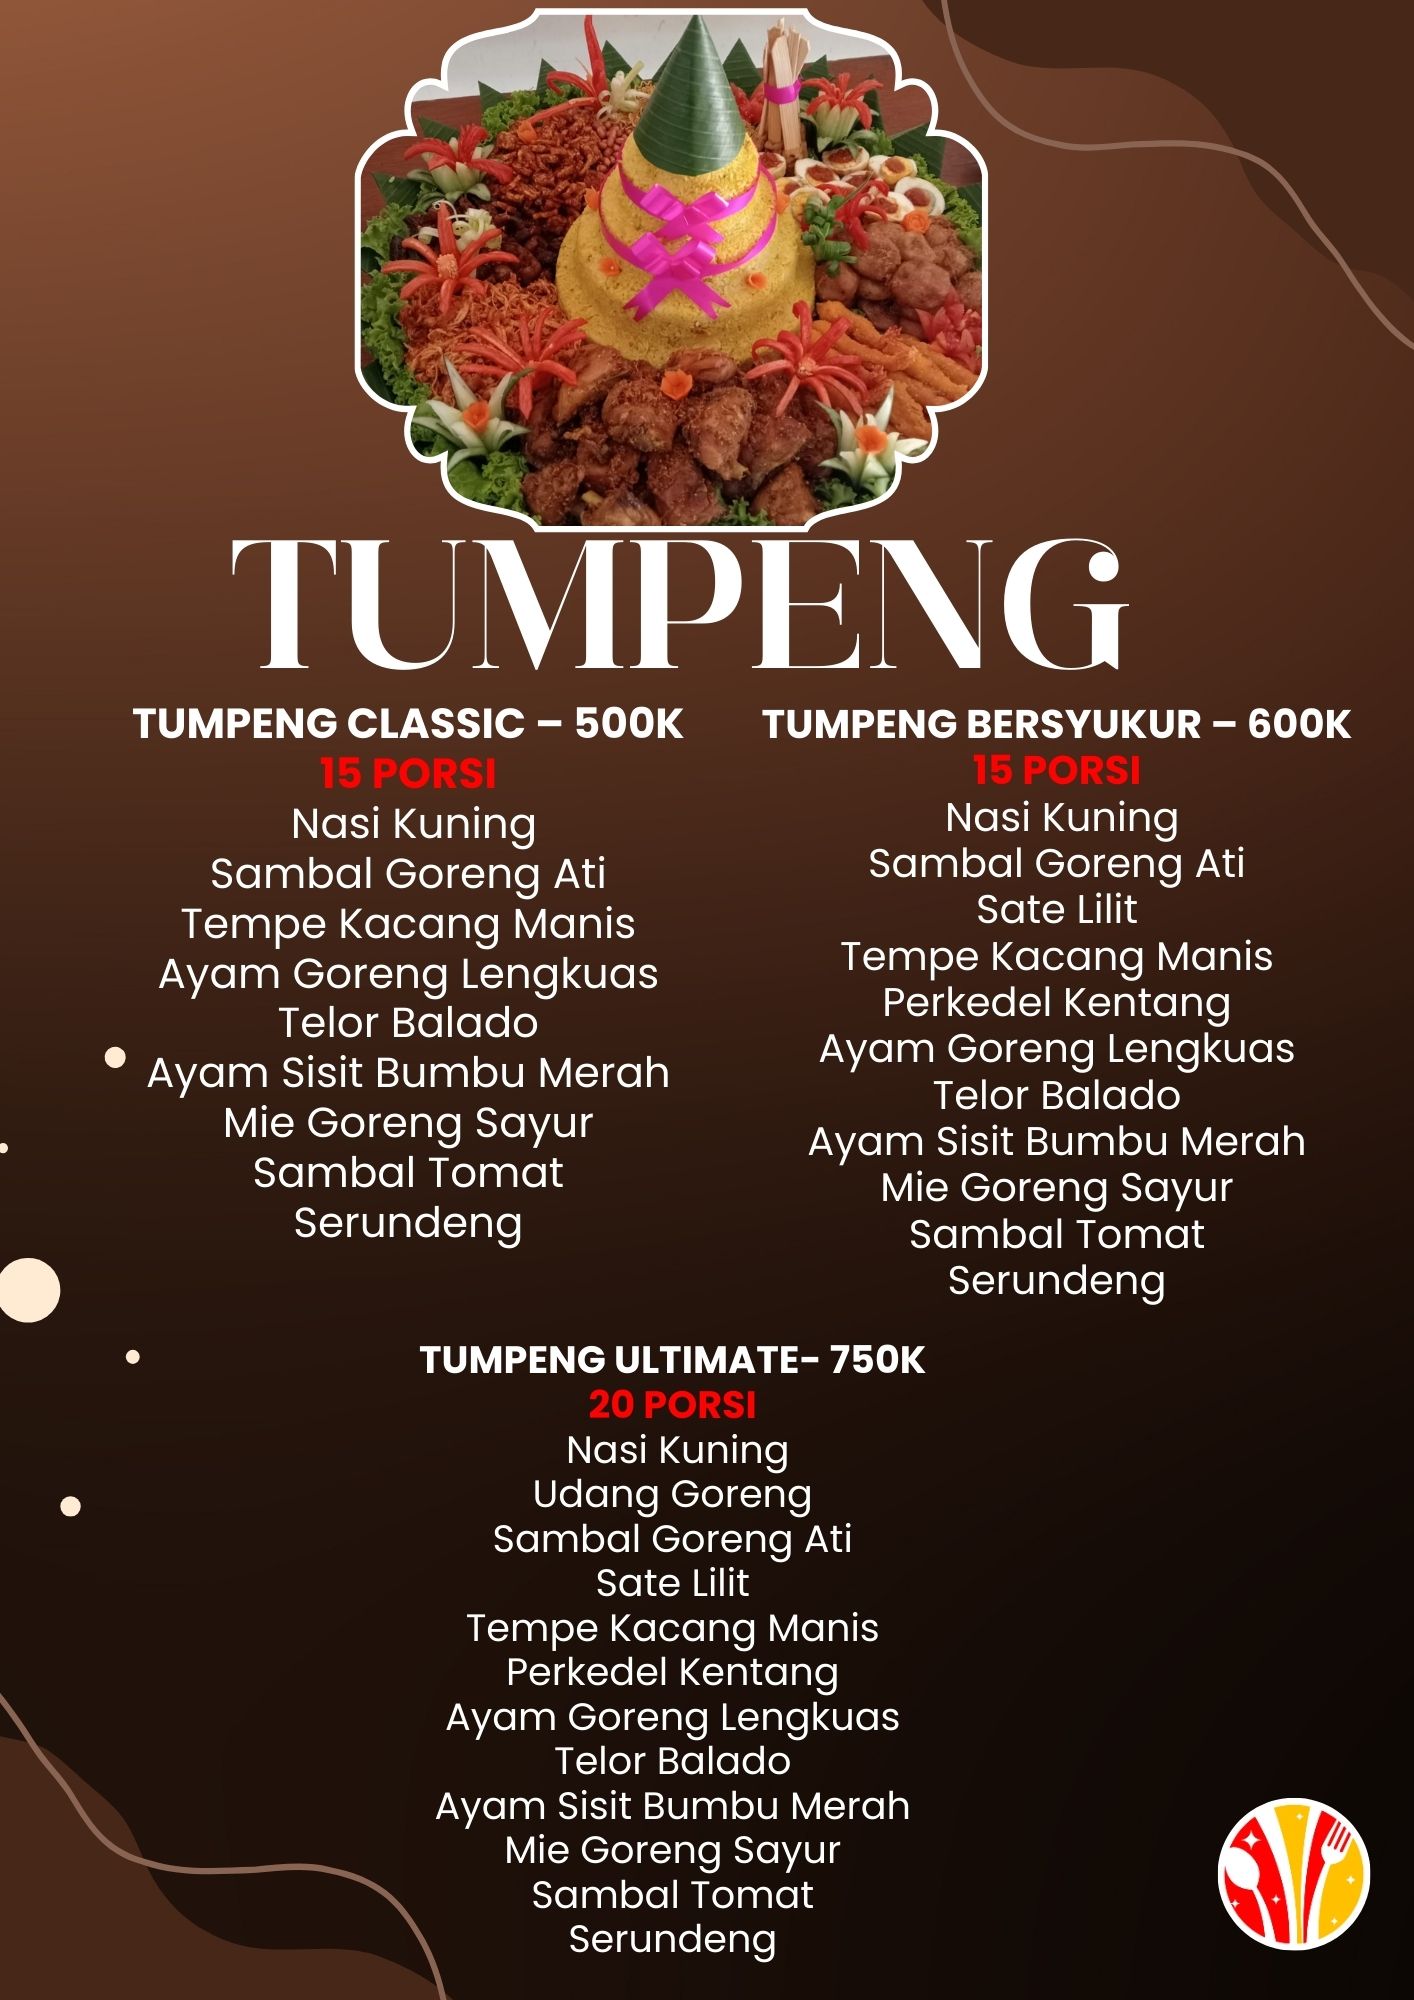 TUMPENG
TUMPENG CLASSIC – 500K
15 PORSI
Nasi Kuning
Sambal Goreng Ati
Tempe Kacang Manis
Ayam Goreng Lengkuas
Telor Balado
Ayam Sisit Bumbu Merah
Mie Goreng Sayur
Sambal Tomat
Serundeng
TUMPENG BERSYUKUR – 600K
15 PORSI
Nasi Kuning
Sambal Goreng Ati
Sate Lilit
Tempe Kacang Manis
Perkedel Kentang
Ayam Goreng Lengkuas
Telor Balado
Ayam Sisit Bumbu Merah
Mie Goreng Sayur
Sambal Tomat
Serundeng
TUMPENG ULTIMATE- 750K
20 PORSI
Nasi Kuning
Udang Goreng
Sambal Goreng Ati
Sate Lilit
Tempe Kacang Manis
Perkedel Kentang
Ayam Goreng Lengkuas
Telor Balado
Ayam Sisit Bumbu Merah
Mie Goreng Sayur
Sambal Tomat
Serundeng